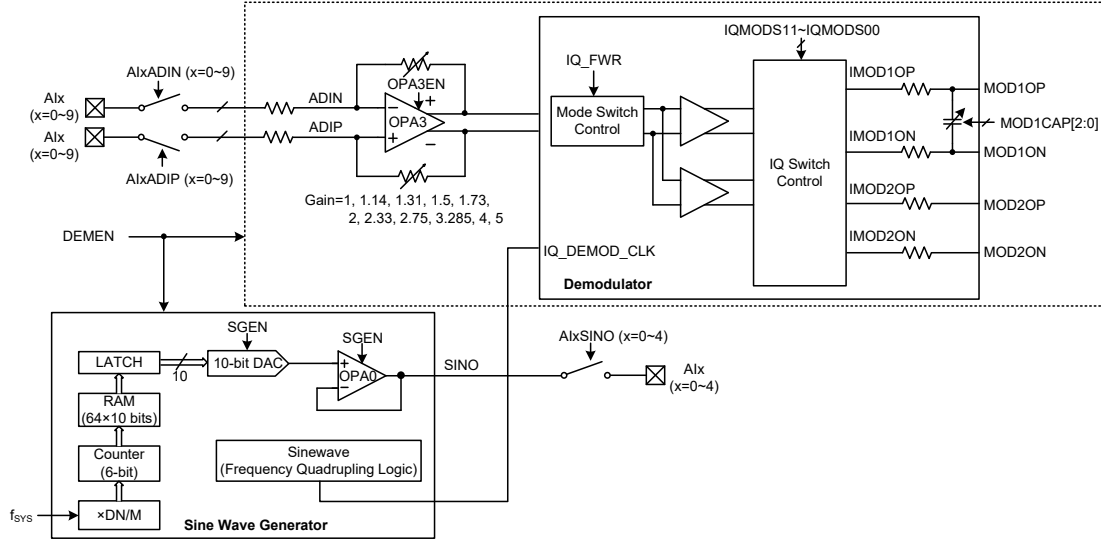 IQMODS11~IQMODS00
AIxADIN (x=0~9)
IQ_FWR
OPA3EN
IMOD1OP
MOD1OP
AIx
(x=0~9)
ADIN
−
+
OPA3
Mode Switch
Control
MOD1CAP[2:0]
AIx
(x=0~9)
ADIP
+
−
IMOD1ON
MOD1ON
IQ Switch
Control
AIxADIP (x=0~9)
IMOD2OP
MOD2OP
Gain=1, 1.14, 1.31, 1.5, 1.73,
2, 2.33, 2.75, 3.285, 4, 5
DEMEN
IQ_DEMOD_CLK
IMOD2ON
MOD2ON
Demodulator
SGEN
SGEN
AIxSINO (x=0~4)
LATCH
10
10-bit DAC
+
−
OPA0
SINO
AIx
(x=0~4)
RAM
(64×10 bits)
Counter
(6-bit)
Sinewave
(Frequency Quadrupling Logic)
fSYS
×DN/M
Sine Wave Generator